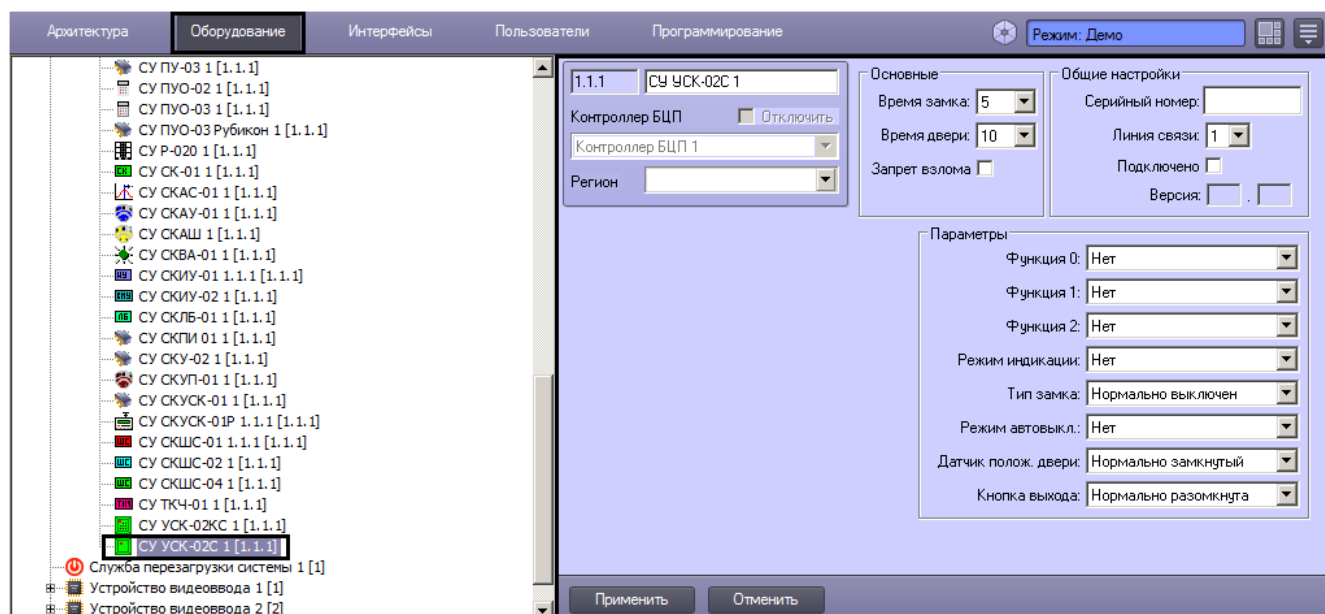 Архитектура Оборудование Интерфейсы Пользователи Программирование Режим: Демо
СУ ПУ-03 1 [1.1.1]
СУ ПУО-02 1 [1.1.1]
СУ ПУО-03 1 [1.1.1]
СУ ПУО-03 Рубикон 1 [1.1.1]
СУ Р-020 1 [1.1.1]
СУ СК-01 1 [1.1.1]
СУ СКАС-01 1 [1.1.1]
СУ СКАУ-01 1 [1.1.1]
СУ СКАШ 1 [1.1.1]
СУ СКВА-01 1 [1.1.1]
СУ СКИУ-01 1.1.1 [1.1.1]
СУ СКИУ-02 1 [1.1.1]
СУ СКЛБ-01 1 [1.1.1]
СУ СКПИ 01 1 [1.1.1]
СУ СКУ-02 1 [1.1.1]
СУ СКУП-01 1 [1.1.1]
СУ СКУСК-01 1 [1.1.1]
СУ СКУСК-01Р 1.1.1 [1.1.1]
СУ СКШС-01 1.1.1 [1.1.1]
СУ СКШС-02 1 [1.1.1]
СУ СКШС-04 1 [1.1.1]
СУ ТКЧ-01 1 [1.1.1]
СУ УСК-02КС 1 [1.1.1]
СУ УСК-02С 1 [1.1.1]
Служба перезагрузки системы 1 [1]
Устройство видеоввода 1 [1]
Устройство видеоввода 2 [2]
1.1.1 СУ УСК-02С 1
Контроллер БЦП Отключить
Контроллер БЦП 1
Регион
Основные
Время замка: 5
Время двери: 10
Запрет взлома
Общие настройки
Серийный номер:
Линия связи: 1
Подключено
Версия: .
Параметры
Функция 0: Нет
Функция 1: Нет
Функция 2: Нет
Режим индикации: Нет
Тип замка: Нормально выключен
Режим автовыкл.: Нет
Датчик полож. двери: Нормально замкнутый
Кнопка выхода: Нормально разомкнута
Применить Отменить